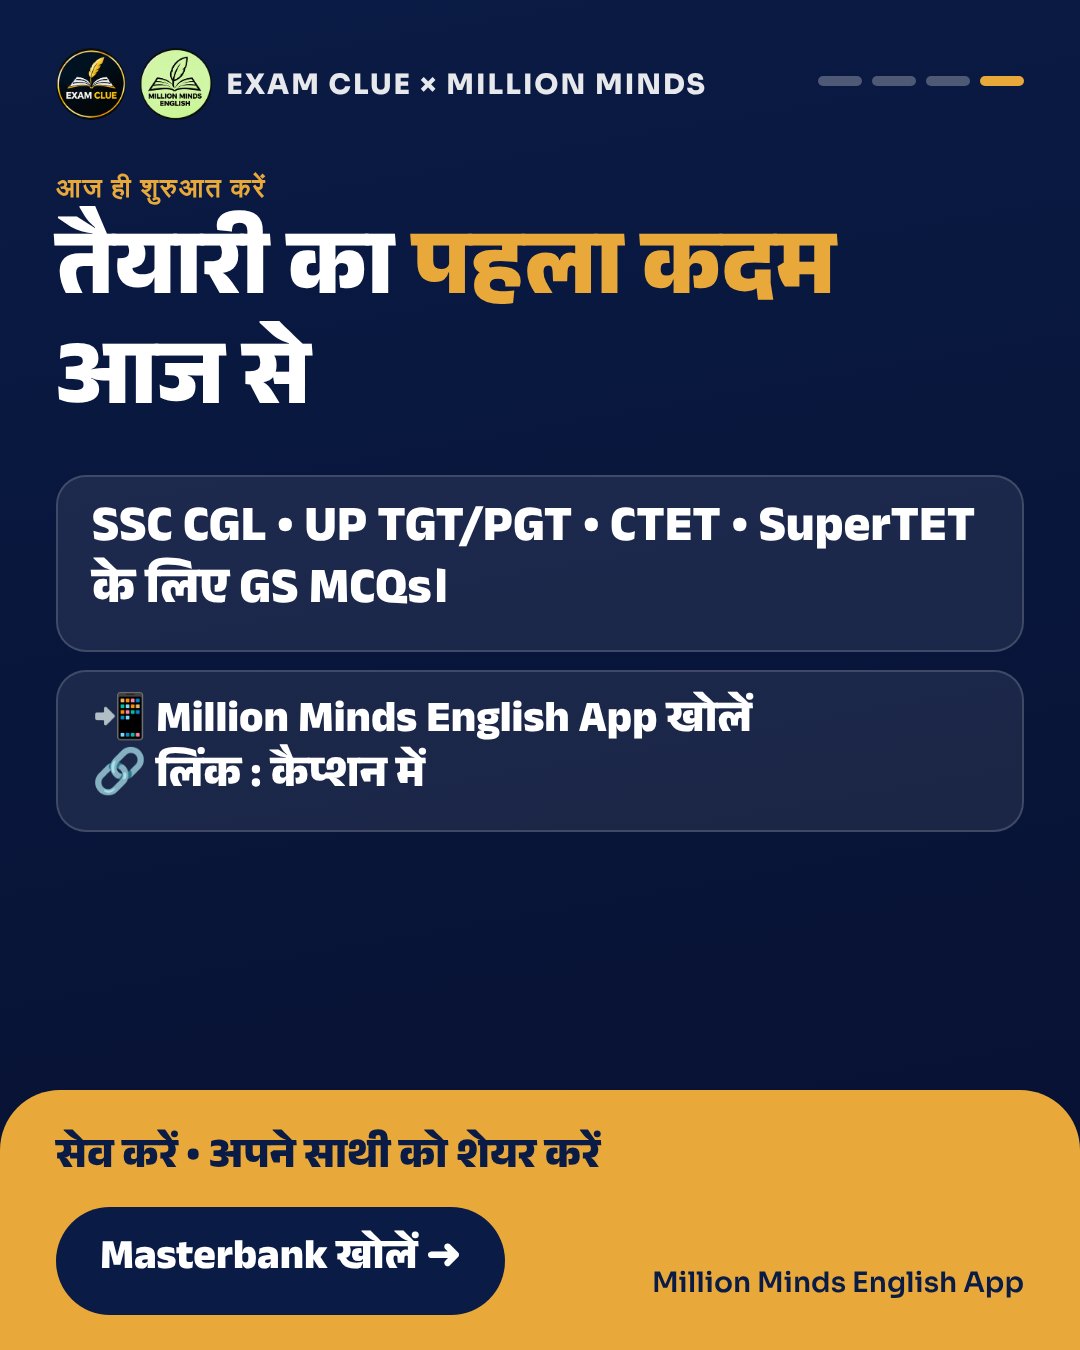 EXAM CLUE
MILLION MINDS
ENGLISH
EXAM CLUE × MILLION MINDS
आज ही शुरुआत करें
तैयारी का पहला कदम
आज से
SSC CGL • UP TGT/PGT • CTET • SuperTET
के लिए GS MCQs।
📲 Million Minds English App खोलें
🔗 लिंक : कैप्शन में
सेव करें • अपने साथी को शेयर करें
Masterbank खोलें ➜
Million Minds English App